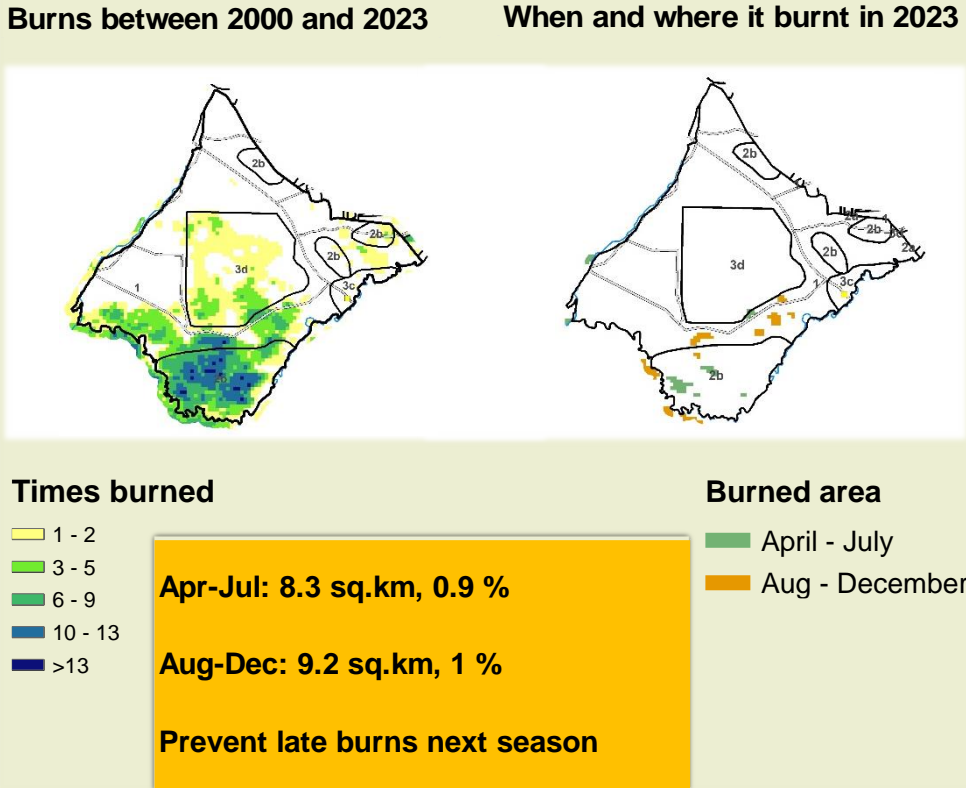 Burns between 2000 and 2023
When and where it burnt in 2023
2b
2b
2b
3d
3c
1
2b
2b
2b
2a
2b
3d
3c
1
2b
Times burned
1 - 2
3 - 5
6 - 9
10 - 13
>13
Apr-Jul: 8.3 sq.km, 0.9 %
Aug-Dec: 9.2 sq.km, 1 %
Prevent late burns next season
Burned area
April - July
Aug - December